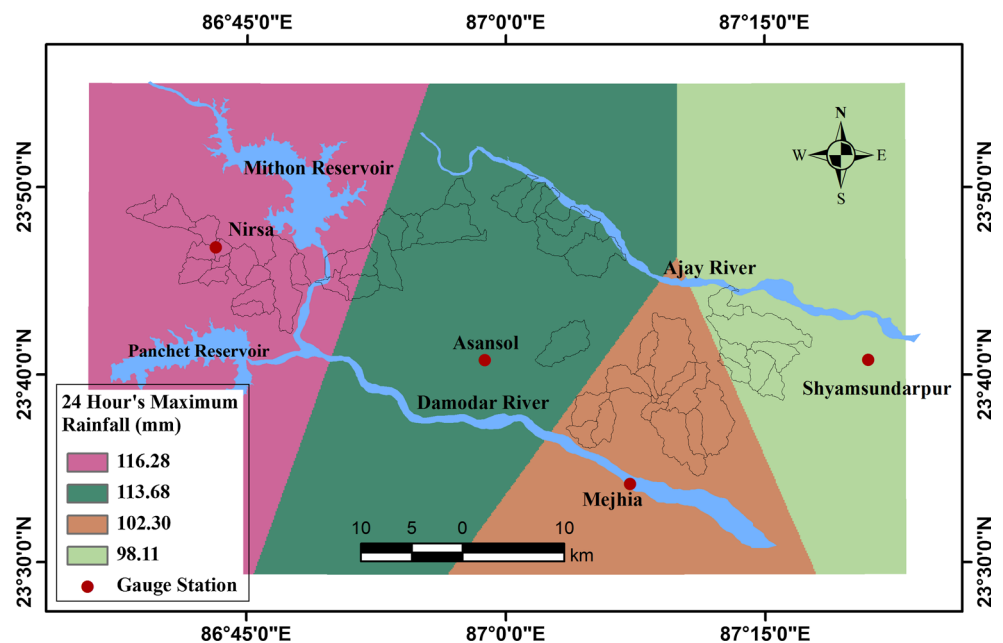 86°45'0"E 87°0'0"E 87°15'0"E
23°50'0"N 23°50'0"N
N
W E
S
Mithon Reservoir
Nirsa
Ajay River
Panchet Reservoir
Asansol
Shyamsundarpur
23°40'0"N 23°40'0"N
Damodar River
Mejhia
24 Hour's Maximum
Rainfall (mm)
116.28
113.68
102.30
98.11
Gauge Station
10 5 0 10
km
23°30'0"N 23°30'0"N
86°45'0"E 87°0'0"E 87°15'0"E